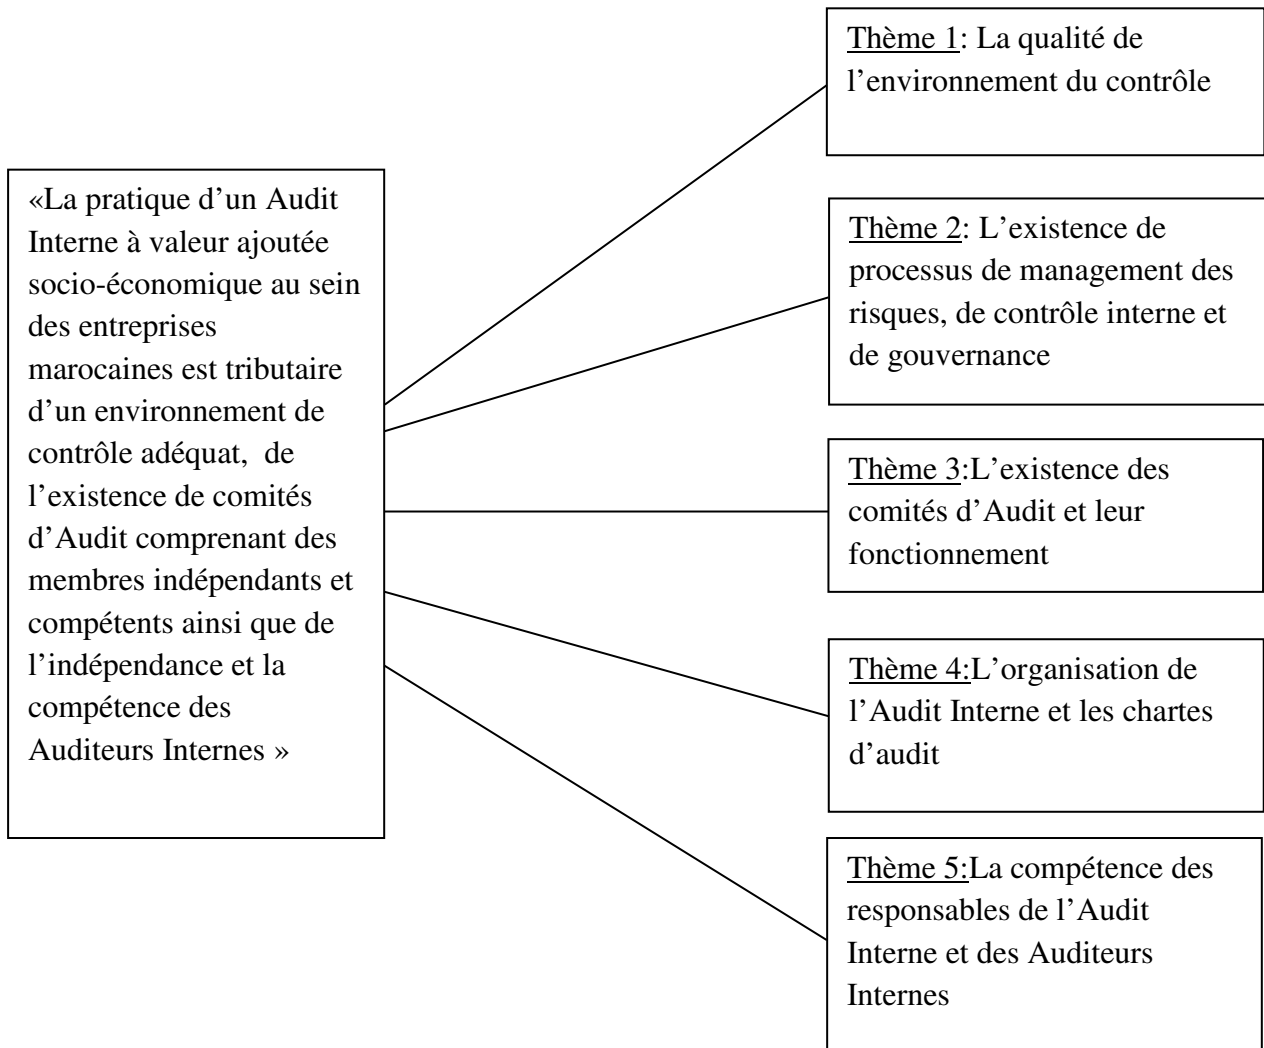 «La pratique d’un Audit
Interne à valeur ajoutée
socio-économique au sein
des entreprises
marocaines est tributaire
d’un environnement de
contrôle adéquat,  de
l’existence de comités
d’Audit comprenant des
membres indépendants et
compétents ainsi que de
l’indépendance et la
compétence des
Auditeurs Internes »
Thème 1: La qualité de
l’environnement du contrôle
Thème 2: L’existence de
processus de management des
risques, de contrôle interne et
de gouvernance
Thème 3:L’existence des
comités d’Audit et leur
fonctionnement
Thème 4:L’organisation de
l’Audit Interne et les chartes
d’audit
Thème 5:La compétence des
responsables de l’Audit
Interne et des Auditeurs
Internes